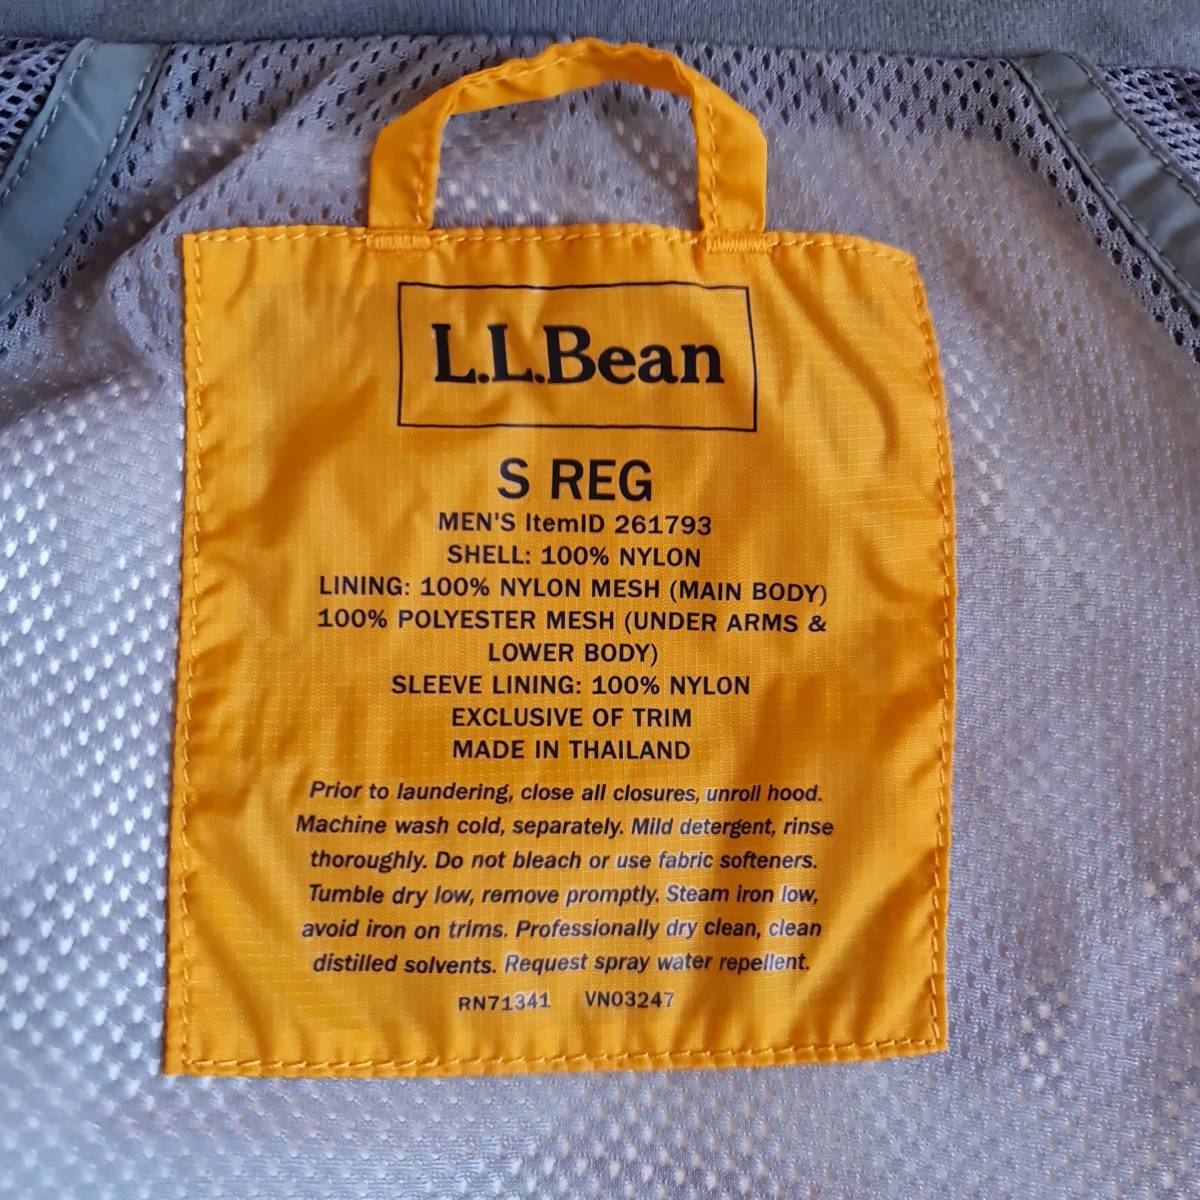 L.L.Bean
S REG
MEN'S ItemID 261793
SHELL: 100% NYLON
LINING: 100% NYLON MESH (MAIN BODY)
100% POLYESTER MESH (UNDER ARMS &
LOWER BODY)
SLEEVE LINING: 100% NYLON
EXCLUSIVE OF TRIM
MADE IN THAILAND
Prior to laundering, close all closures, unroll hood.
Machine wash cold, separately. Mild detergent, rinse
thoroughly. Do not bleach or use fabric softeners.
Tumble dry low, remove promptly. Steam iron low,
avoid iron on trims. Professionally dry clean, clean
distilled solvents. Request spray water repellent.
RN71341 VN03247